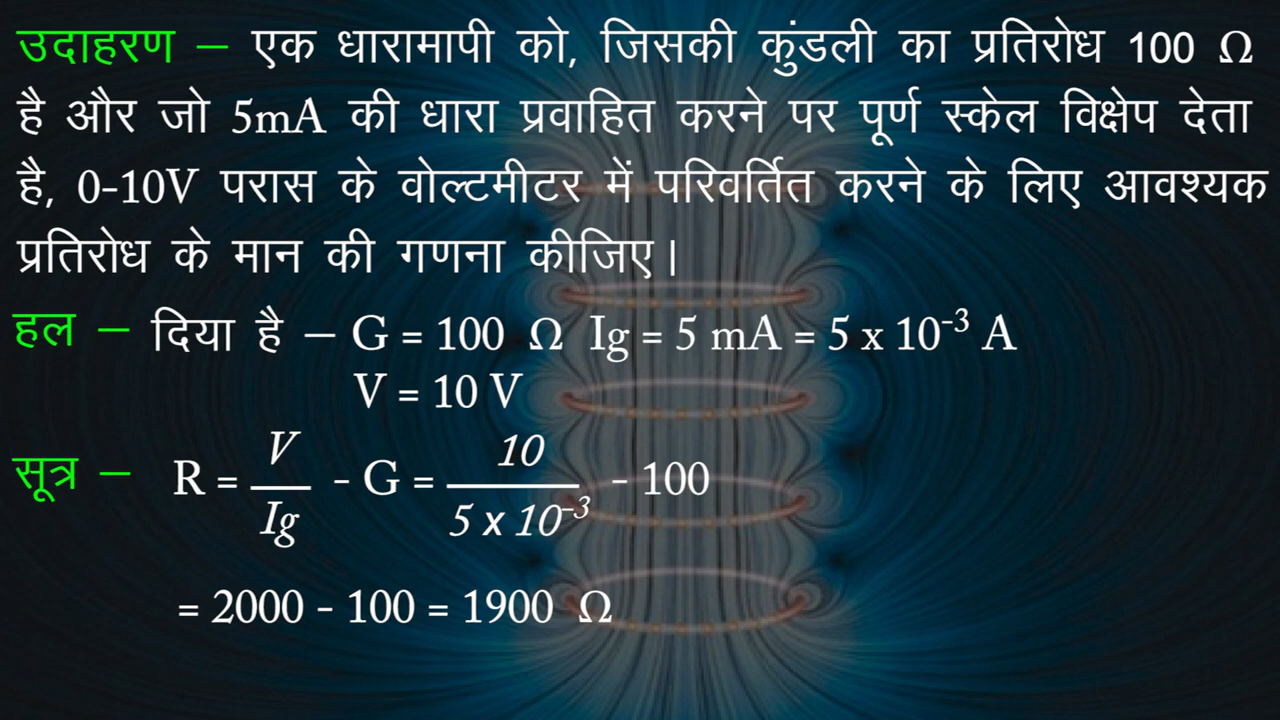 उदाहरण – एक धारामापी को, जिसकी कुंडली का प्रतिरोध 100 Ω
है और जो 5mA की धारा प्रवाहित करने पर पूर्ण स्केल विक्षेप देता
है, 0-10V परास के वोल्टमीटर में परिवर्तित करने के लिए आवश्यक
प्रतिरोध के मान की गणना कीजिए।
हल – दिया है – G = 100 Ω Ig = 5 mA = 5 x 10⁻³ A
V = 10 V
सूत्र – R = V/Ig - G = 10/(5 x 10⁻³) - 100
= 2000 - 100 = 1900 Ω